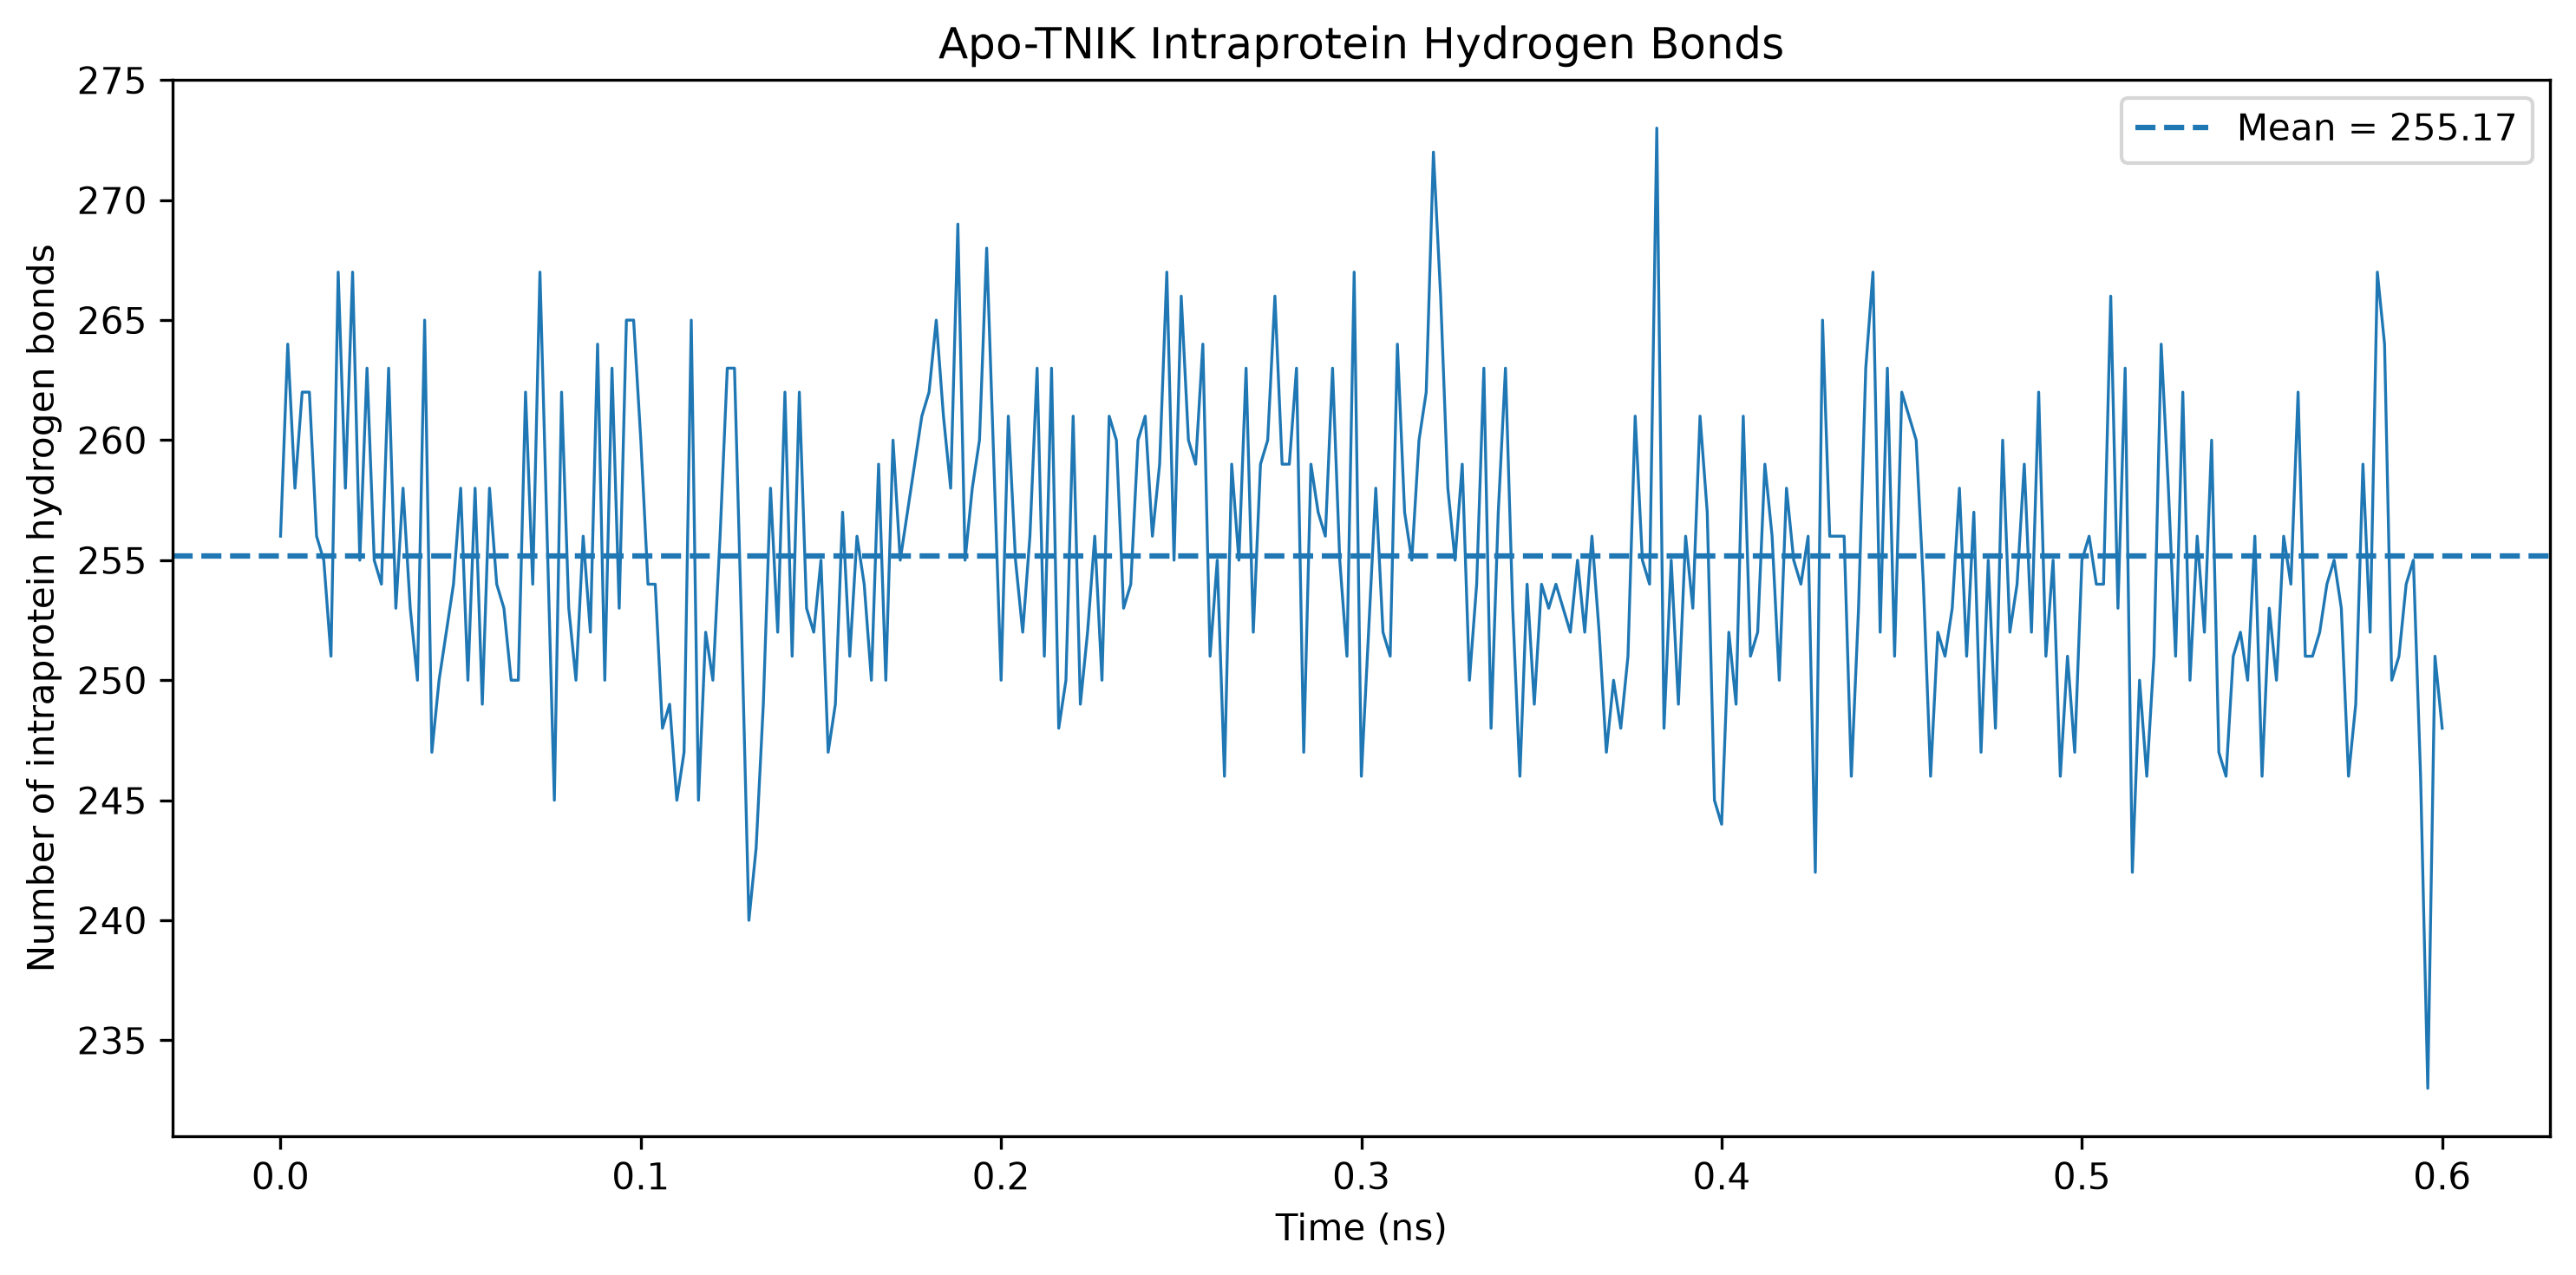 Apo-TNIK Intraprotein Hydrogen Bonds
Mean = 255.17
Number of intraprotein hydrogen bonds
275
270
265
260
255
250
245
240
235
0.0 0.1 0.2 0.3 0.4 0.5 0.6
Time (ns)